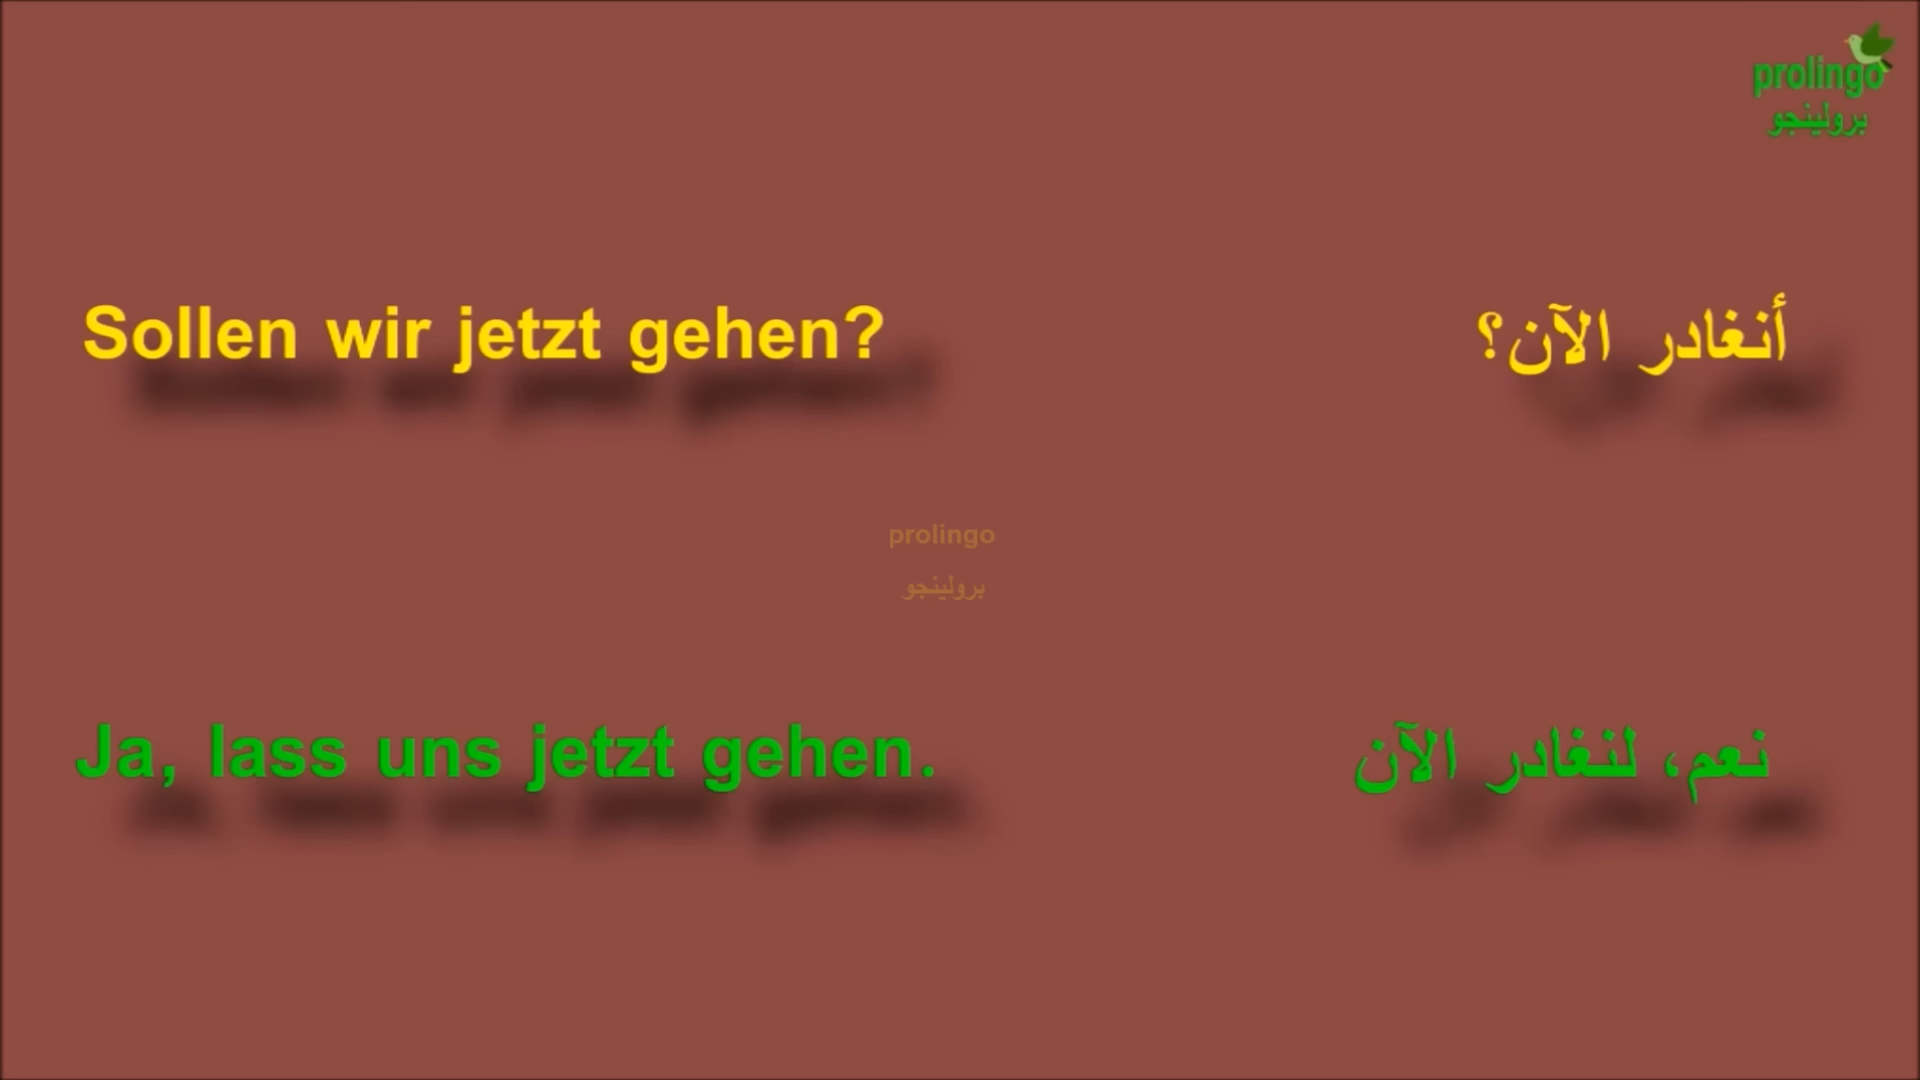 prolingo
برولينجو
Sollen wir jetzt gehen? أنغادر الآن؟
prolingo
برولينجو
Ja, lass uns jetzt gehen. نعم، لنغادر الآن